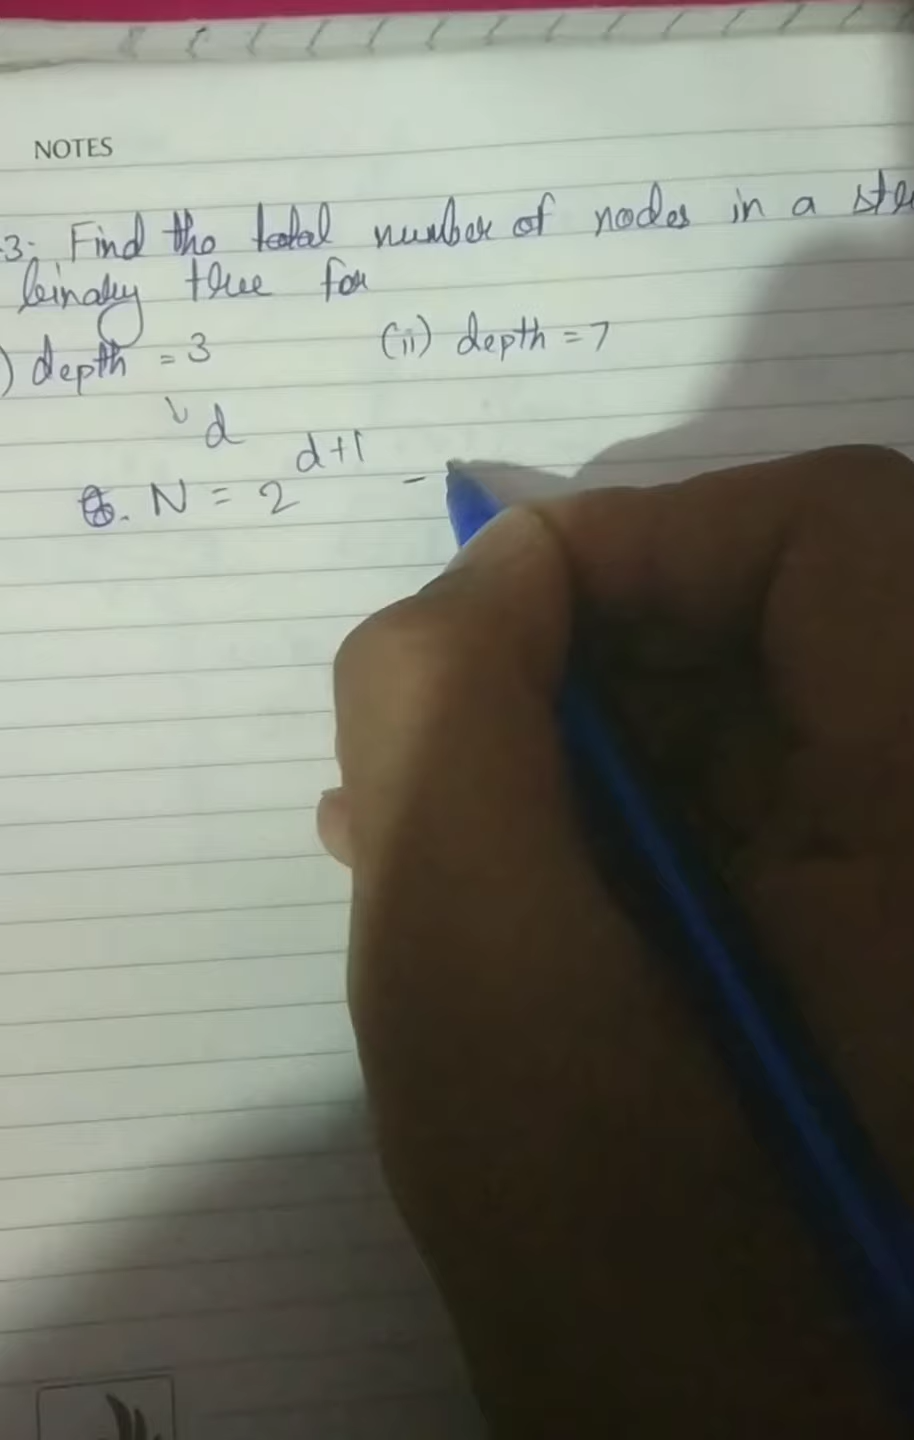 NOTES
3. Find the total number of nodes in a
binary tree for
) depth = 3 (ii) depth = 7
d
N = 2^{d+1} -